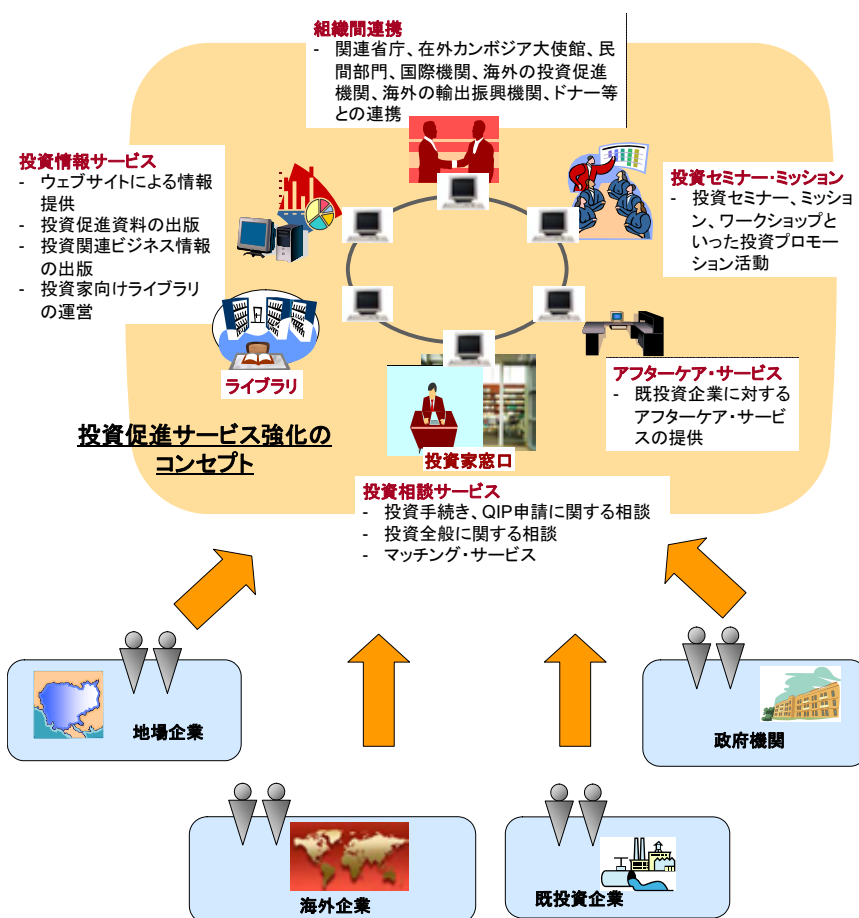 組織間連携
- 関連省庁、在外カンボジア大使館、民
間部門、国際機関、海外の投資促進
機関、海外の輸出振興機関、ドナー等
との連携
投資情報サービス
- ウェブサイトによる情報
提供
- 投資促進資料の出版
- 投資関連ビジネス情報
の出版
- 投資家向けライブラリ
の運営
投資セミナー・ミッション
- 投資セミナー、ミッショ
ン、ワークショップと
いった投資プロモー
ション活動
ライブラリ
アフターケア・サービス
- 既投資企業に対する
アフターケア・サービ
スの提供
投資促進サービス強化の
コンセプト
投資家窓口
投資相談サービス
- 投資手続き、QIP申請に関する相談
- 投資全般に関する相談
- マッチング・サービス
地場企業
政府機関
海外企業
既投資企業